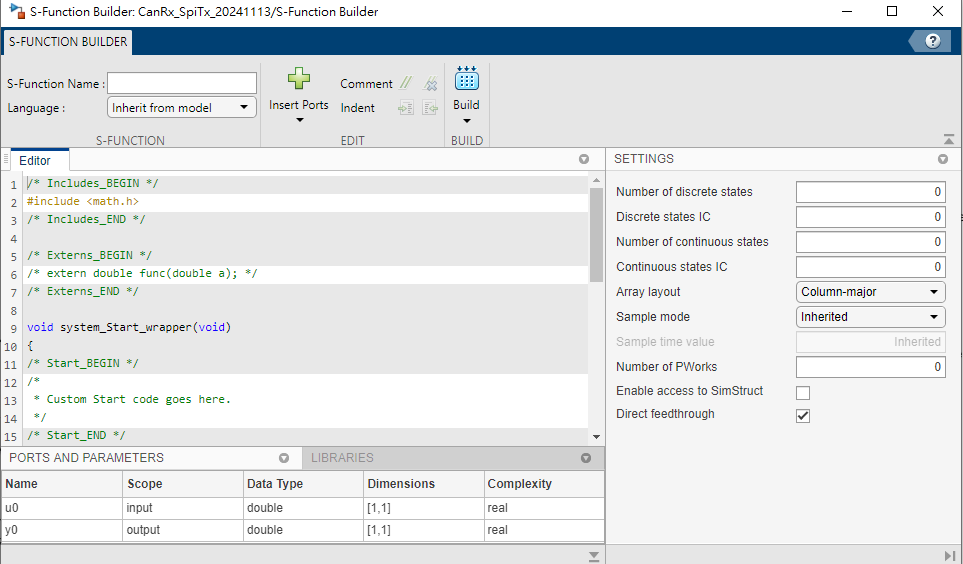 S-Function Builder: CanRx_SpiTx_20241113/S-Function Builder
S-FUNCTION BUILDER
?
S-Function Name :
Language :
Inherit from model
S-FUNCTION
Insert Ports
Comment
Indent
EDIT
Build
BUILD
Editor
1 /* Includes_BEGIN */
2 #include <math.h>
3 /* Includes_END */
4
5 /* Externs_BEGIN */
6 /* extern double func(double a); */
7 /* Externs_END */
8
9 void system_Start_wrapper(void)
10 {
11 /* Start_BEGIN */
12 /*
13 * Custom Start code goes here.
14 */
15 /* Start_END */
SETTINGS
Number of discrete states 0
Discrete states IC 0
Number of continuous states 0
Continuous states IC 0
Array layout Column-major
Sample mode Inherited
Sample time value Inherited
Number of PWorks 0
Enable access to SimStruct
Direct feedthrough
PORTS AND PARAMETERS
LIBRARIES
Name Scope Data Type Dimensions Complexity
u0 input double [1,1] real
y0 output double [1,1] real